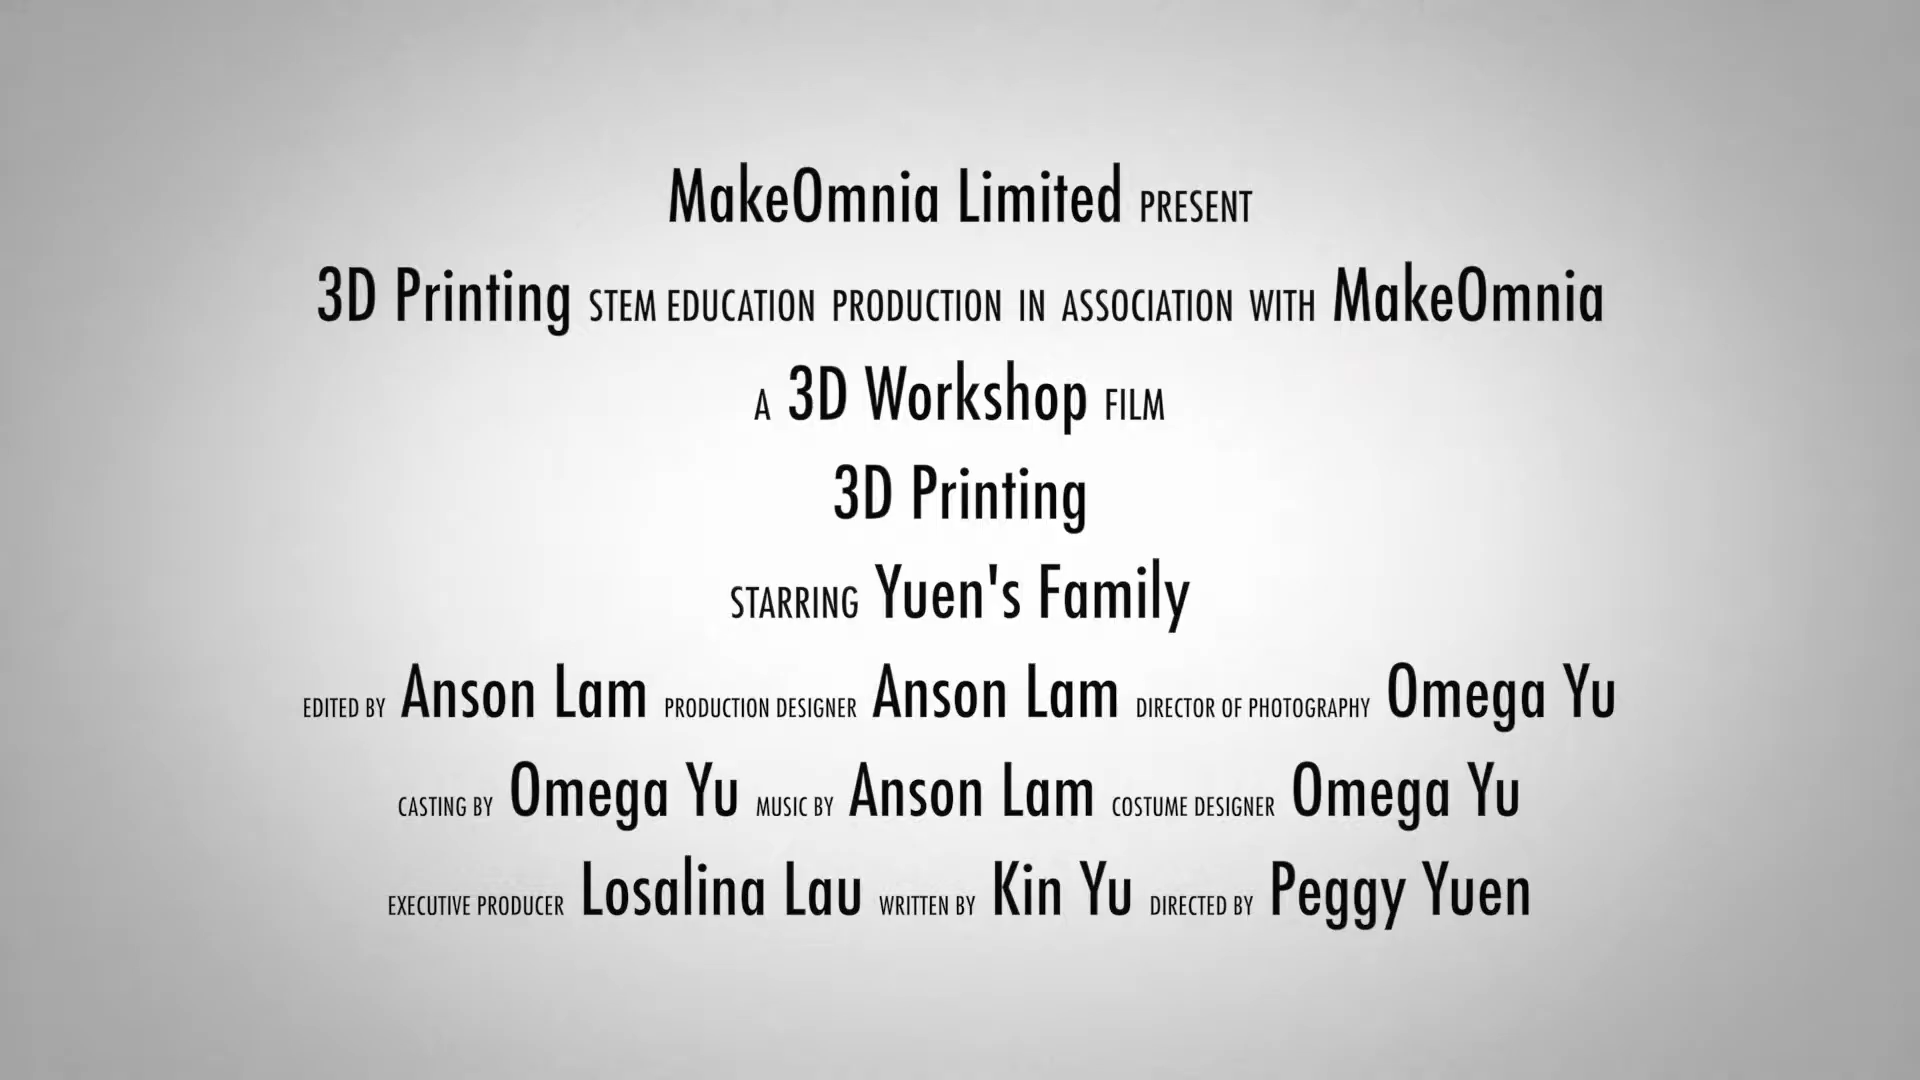 MakeOmnia Limited PRESENT
3D Printing STEM EDUCATION PRODUCTION IN ASSOCIATION WITH MakeOmnia
A 3D Workshop FILM
3D Printing
STARRING Yuen's Family
EDITED BY Anson Lam PRODUCTION DESIGNER Anson Lam DIRECTOR OF PHOTOGRAPHY Omega Yu
CASTING BY Omega Yu MUSIC BY Anson Lam COSTUME DESIGNER Omega Yu
EXECUTIVE PRODUCER Losalina Lau WRITTEN BY Kin Yu DIRECTED BY Peggy Yuen